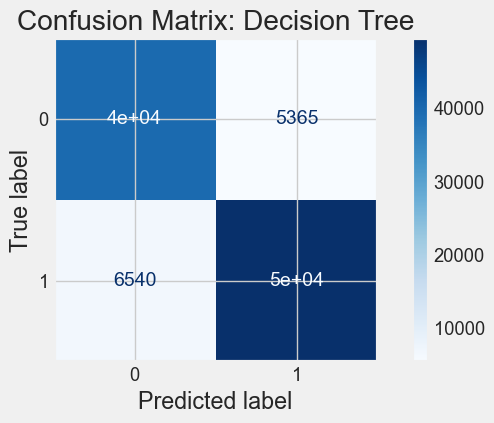 Confusion Matrix: Decision Tree
True label
0
4e+04
5365
1
6540
5e+04
0
1
Predicted label
40000
30000
20000
10000